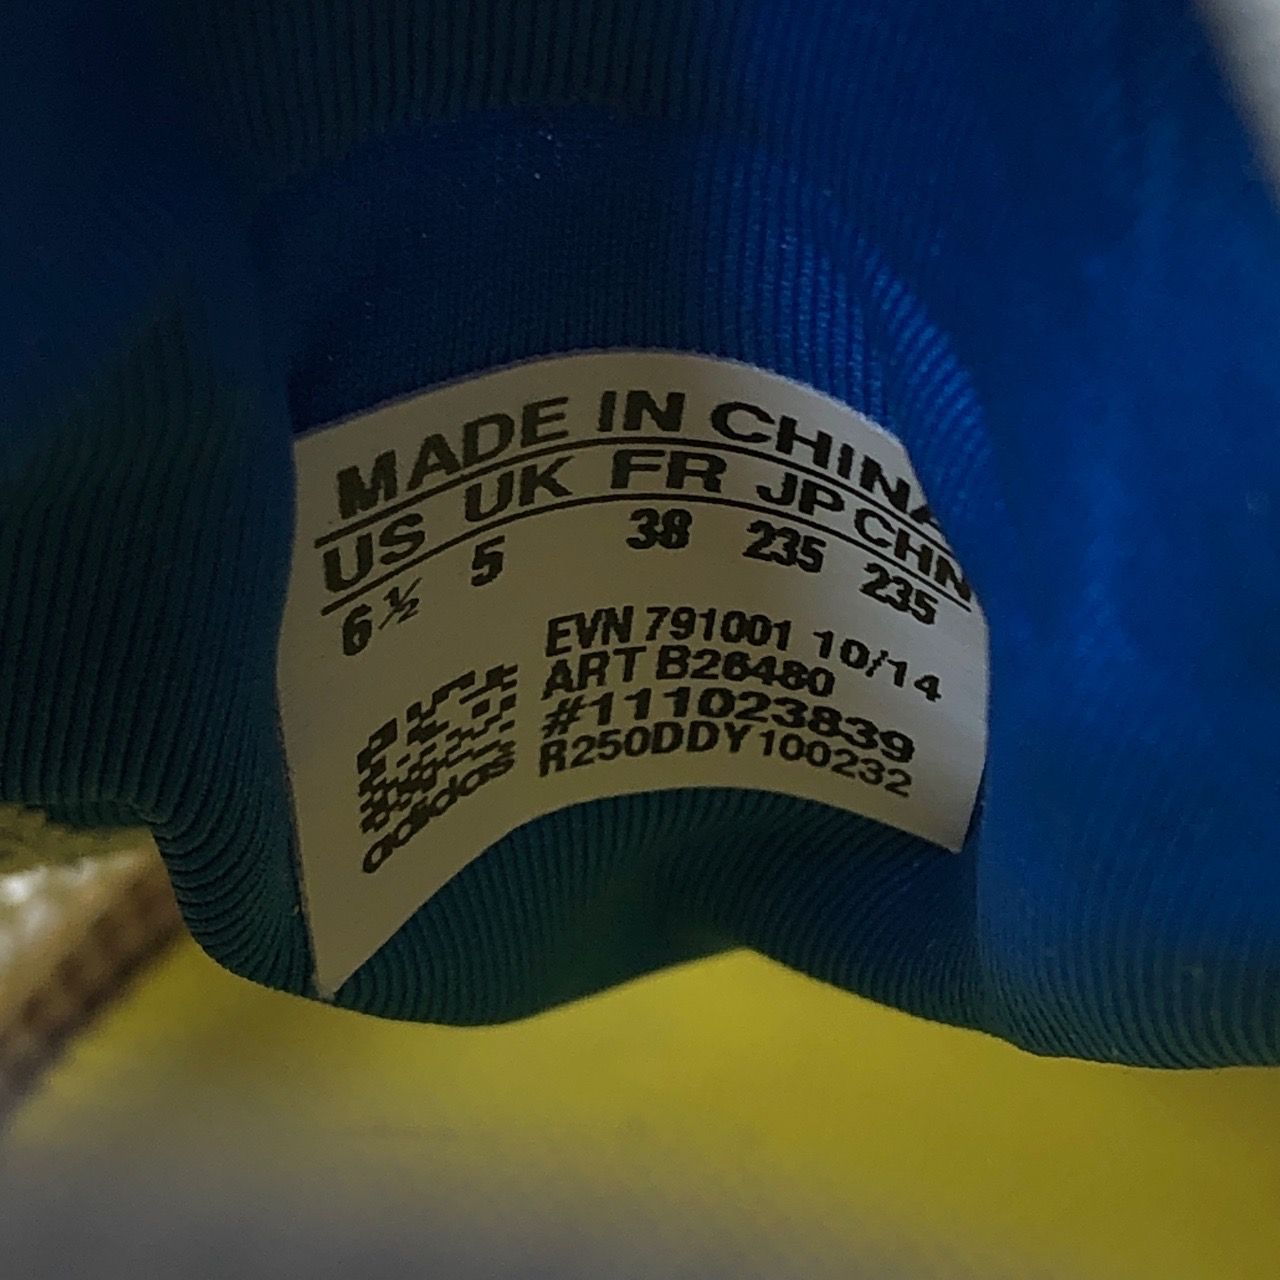 MADE IN CHINA
US UK FR JP CHN
6½ 5 38 235 235
EVN 791001 10/14
ART B26480
#111023839
R250DDY100232
adidas